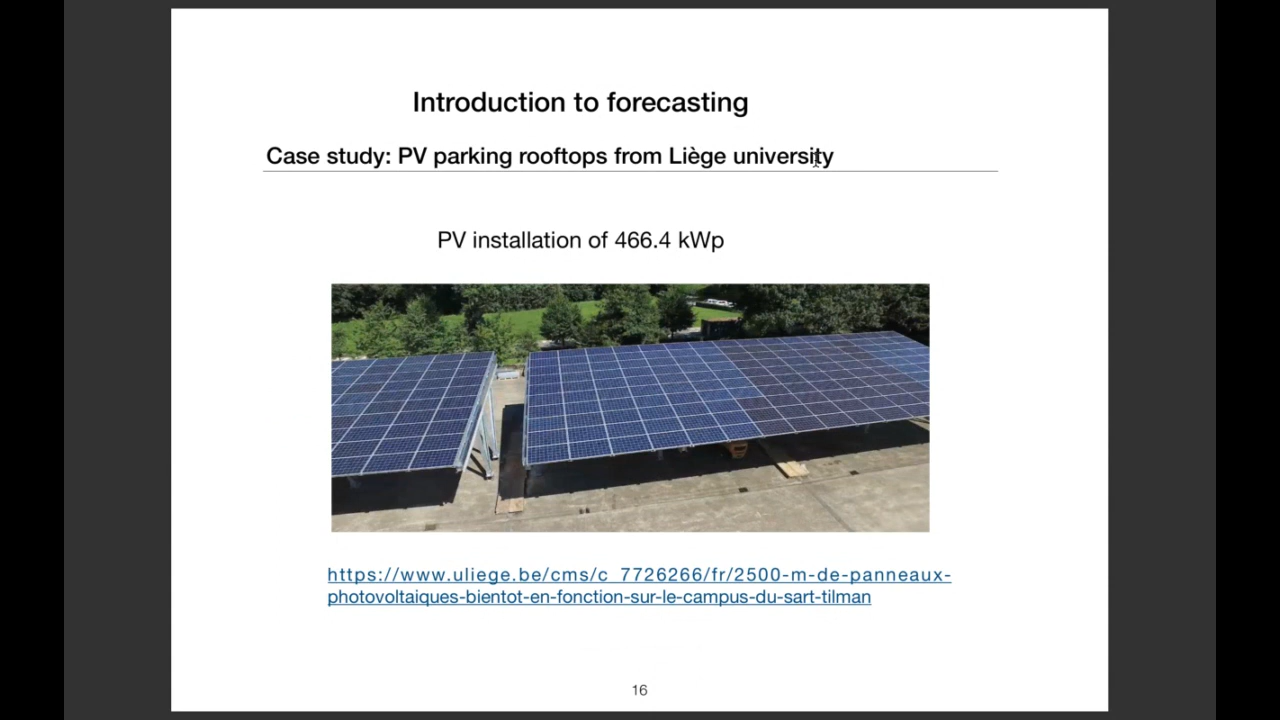 Introduction to forecasting
Case study: PV parking rooftops from Liège university
PV installation of 466.4 kWp
https://www.uliege.be/cms/c_7726266/fr/2500-m-de-panneaux-
photovoltaiques-bientot-en-fonction-sur-le-campus-du-sart-tilman
16